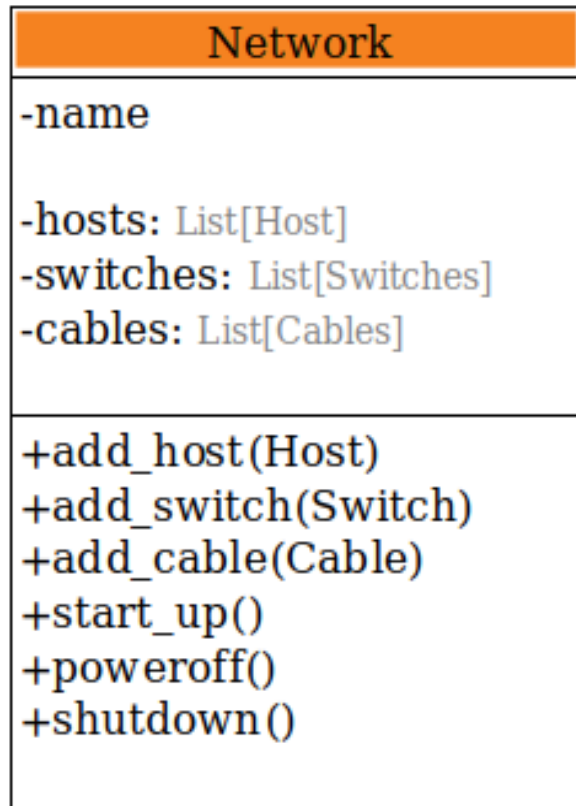 Network
-name
-hosts: List[Host]
-switches: List[Switches]
-cables: List[Cables]
+add_host(Host)
+add_switch(Switch)
+add_cable(Cable)
+start_up()
+poweroff()
+shutdown()